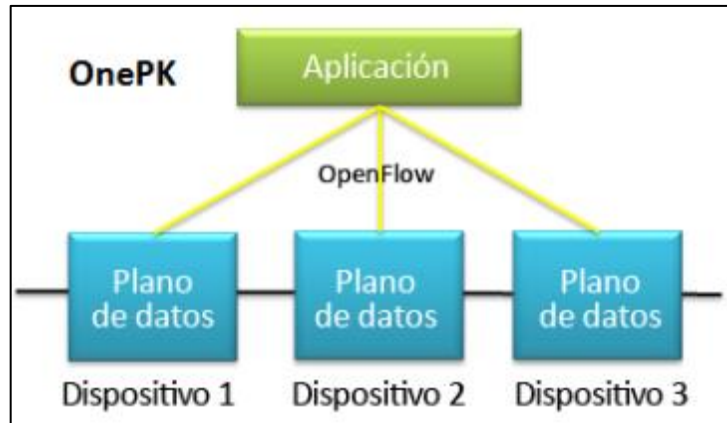 OnePK
Aplicación
OpenFlow
Plano
de datos
Plano
de datos
Plano
de datos
Dispositivo 1
Dispositivo 2
Dispositivo 3